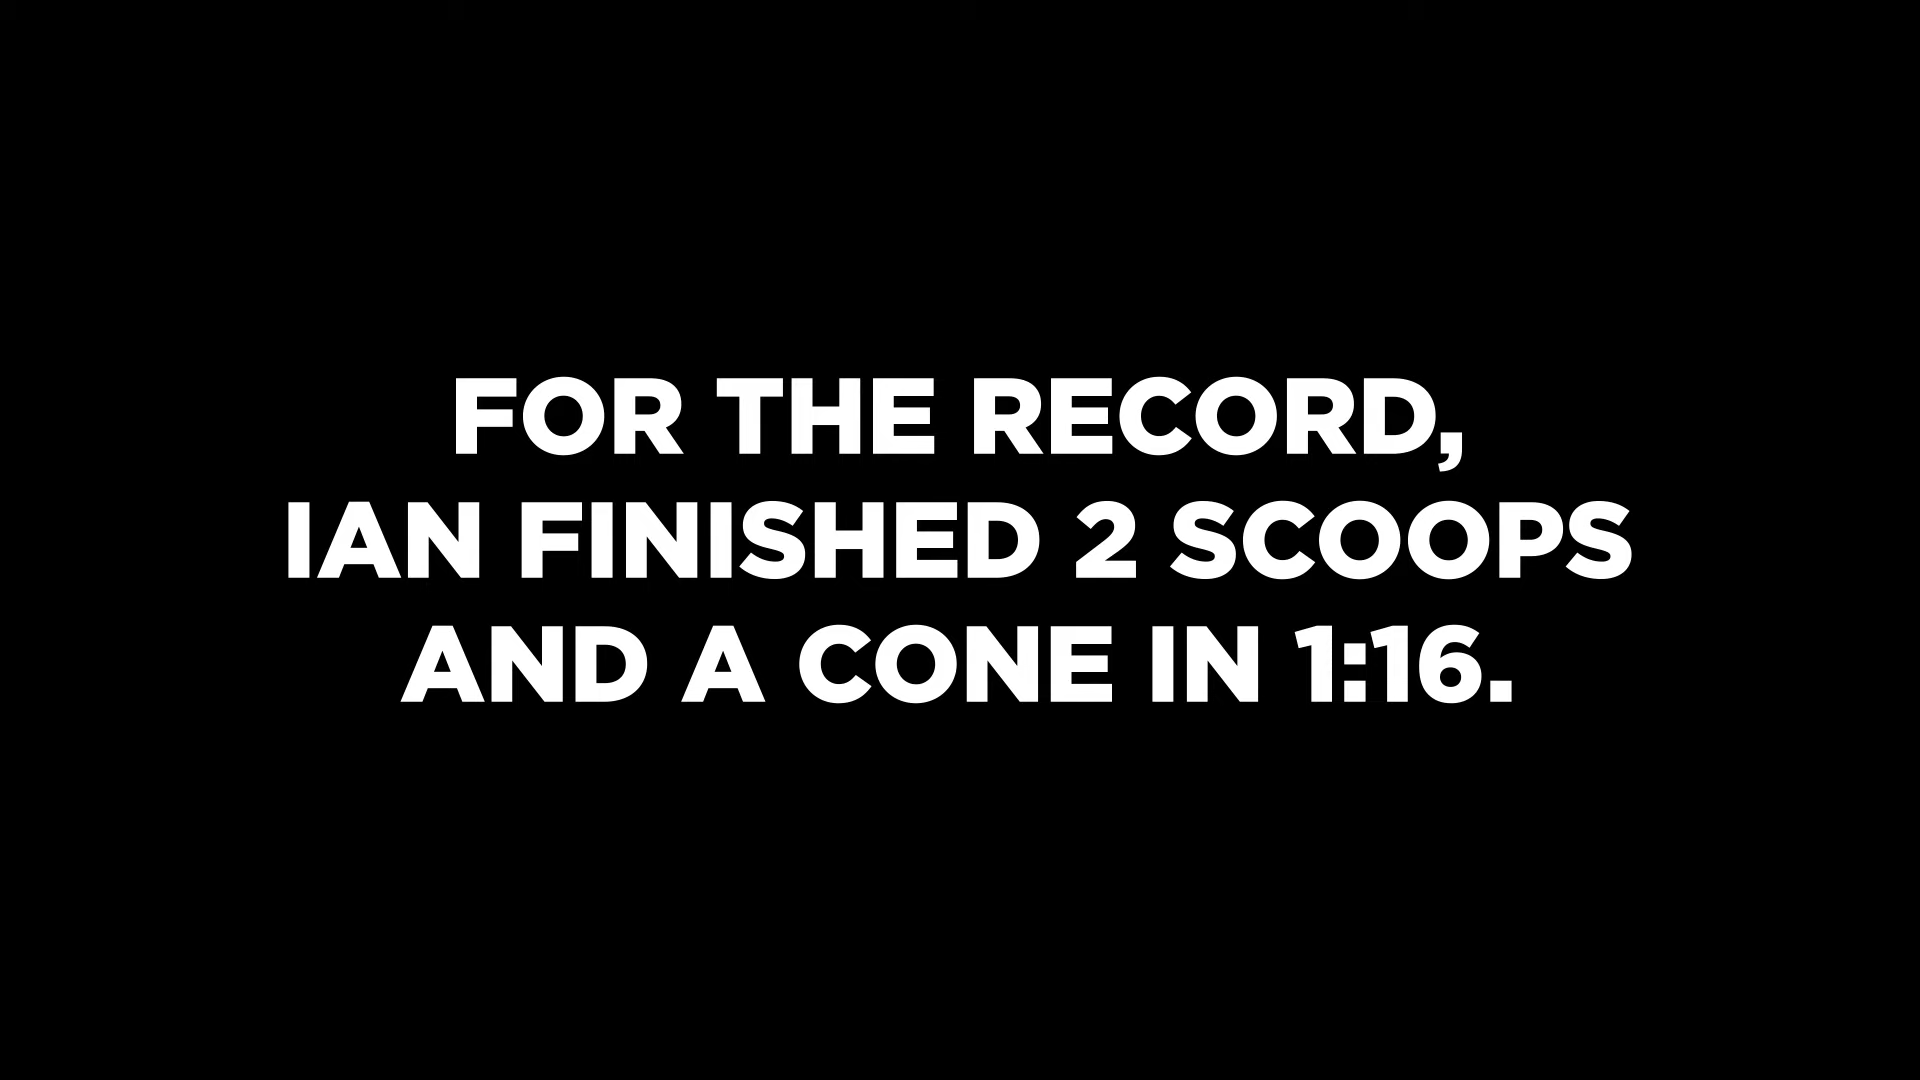 FOR THE RECORD,
IAN FINISHED 2 SCOOPS
AND A CONE IN 1:16.